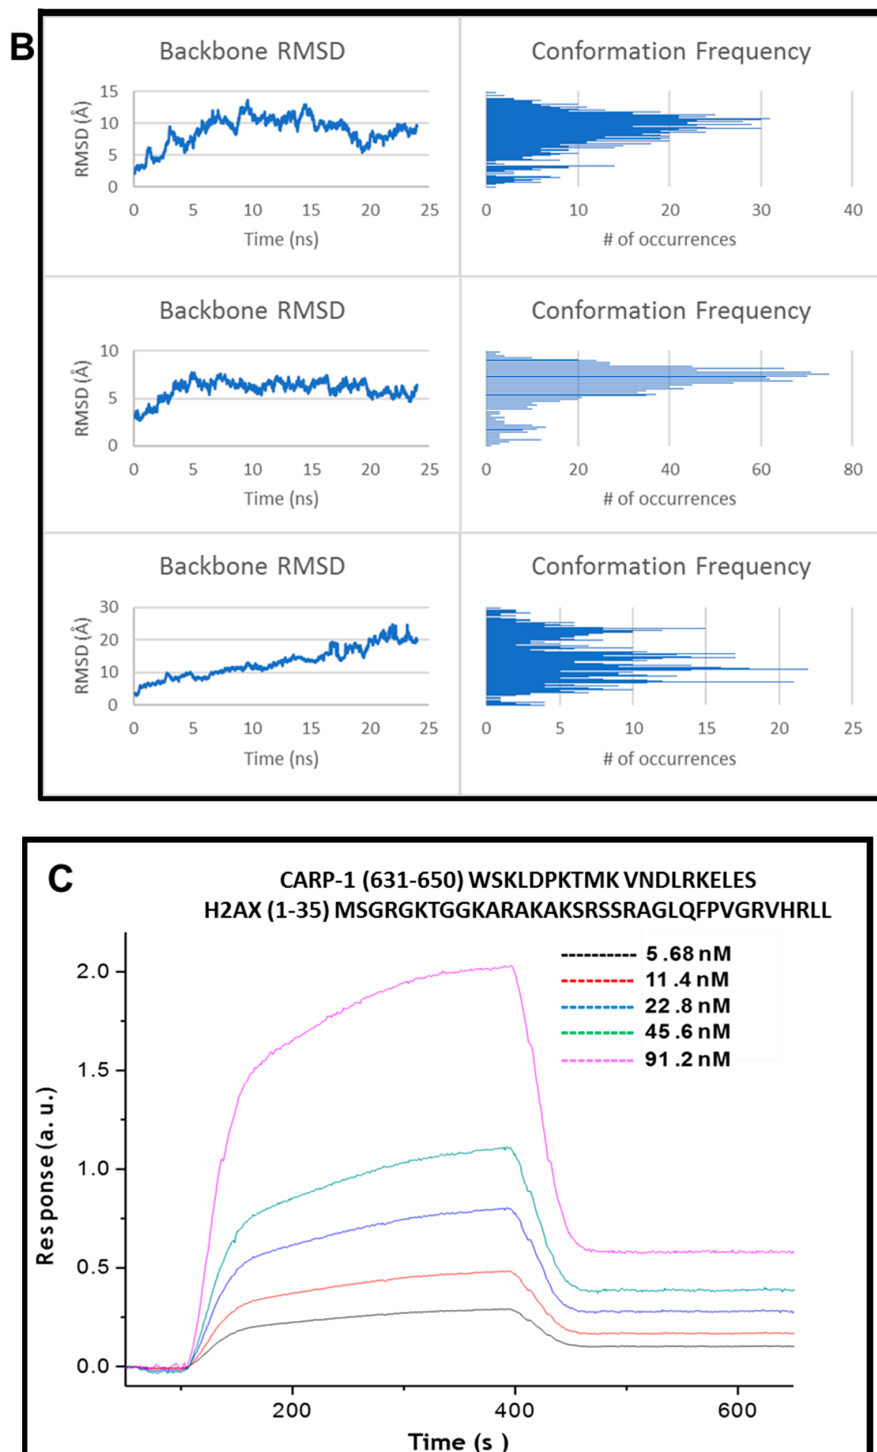 B
Backbone RMSD
Conformation Frequency
RMSD (Å)
15
10
5
0
0 5 10 15 20 25
Time (ns)
0 10 20 30 40
# of occurrences
Backbone RMSD
Conformation Frequency
RMSD (Å)
10
5
0
0 5 10 15 20 25
Time (ns)
0 20 40 60 80
# of occurrences
Backbone RMSD
Conformation Frequency
RMSD (Å)
30
20
10
0
0 5 10 15 20 25
Time (ns)
0 5 10 15 20 25
# of occurrences
C
CARP-1 (631-650) WSKLDPKTMK VNDLRKELES
H2AX (1-35) MSGRGKTGGKARAKAKSRSSRAGLQFPVGRVHRLL
5.68 nM
11.4 nM
22.8 nM
45.6 nM
91.2 nM
Response (a. u.)
2.0
1.5
1.0
0.5
0.0
200 400 600
Time (s )